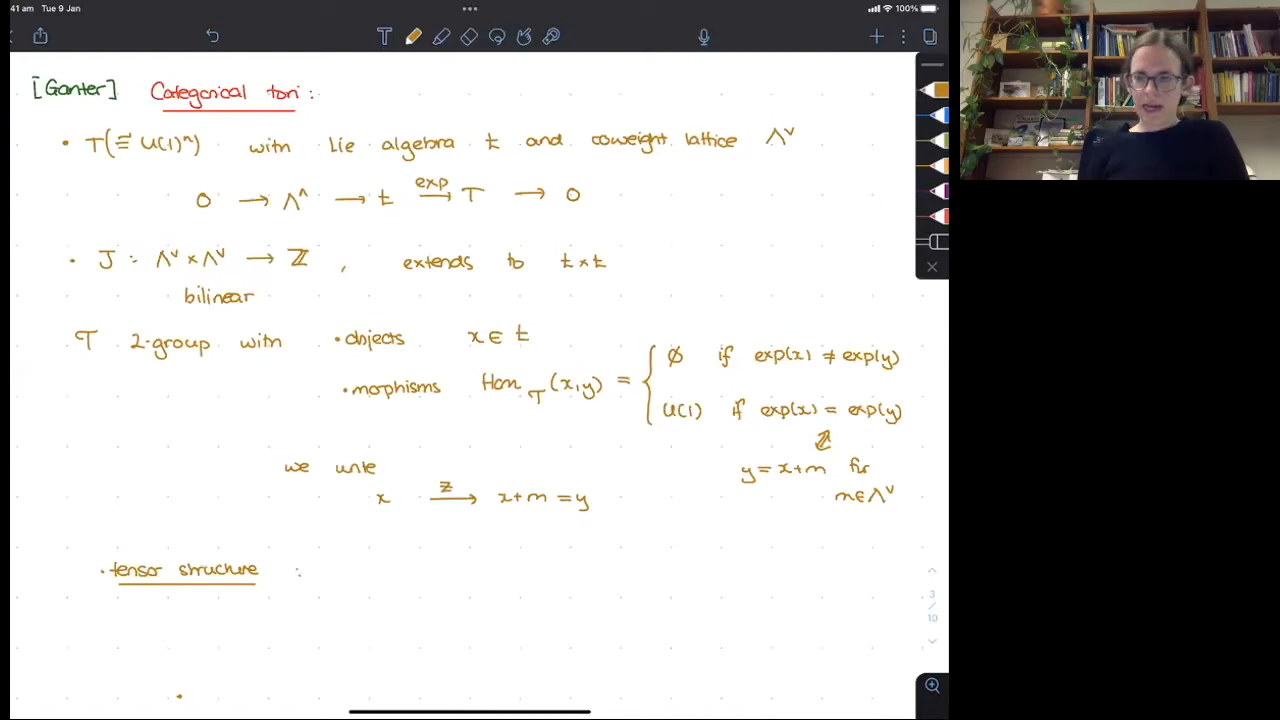 41 am Tue 9 Jan
100%
[Ganter] Categorical tori :
• T(≅ U(1)ⁿ) with Lie algebra t and coweight lattice Λ^∨
0 → Λ^∧ → t exp→ T → 0
• J : Λ^∨ × Λ^∨ → ℤ , extends to t × t
bilinear
𝒯 2-group with • objects x ∈ t
• morphisms Hom_𝒯 (x,y) = { ∅ if exp(x) ≠ exp(y)
U(1) if exp(x) = exp(y)
⇕
we write y = x+m for
x z→ x+m = y m ∈ Λ^∨
• tensor structure :
3
/
10